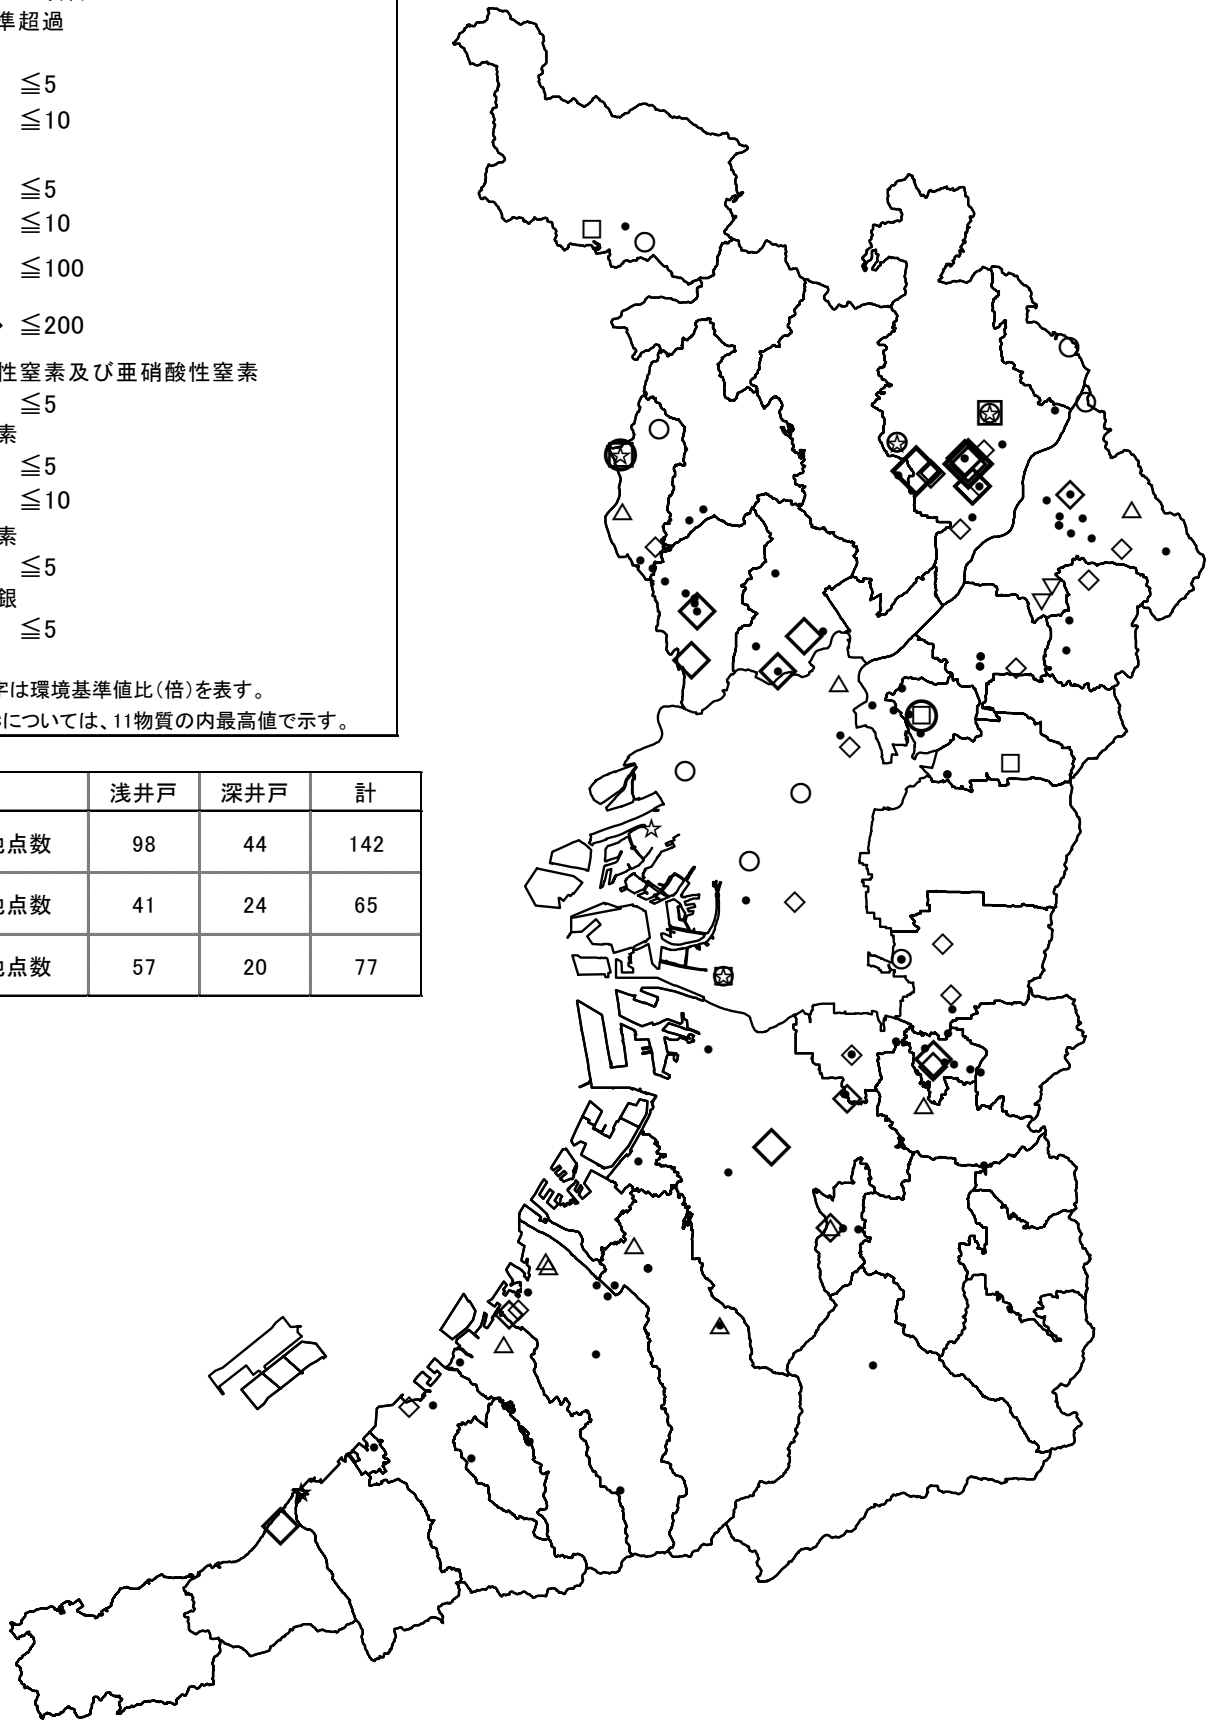 準超過
≦5
≦10
≦5
≦10
≦100
≦200
性窒素及び亜硝酸性窒素
≦5
素
≦5
≦10
素
≦5
銀
≦5
字は環境基準値比(倍)を表す。
については、11物質の内最高値で示す。
浅井戸 深井戸 計
地点数 98 44 142
地点数 41 24 65
地点数 57 20 77